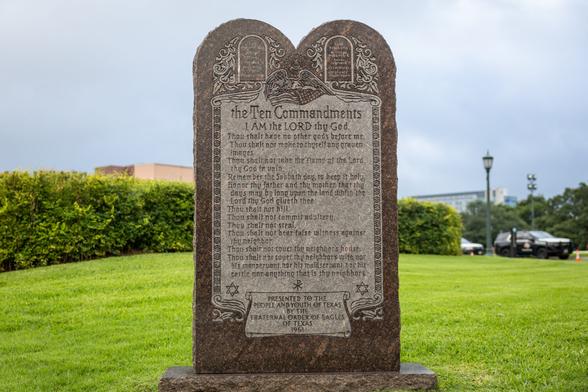 the Ten Commandments
I AM the LORD thy God.
Thou shalt have no other gods before me.
Thou shalt not make to thyself any graven
images.
Thou shalt not take the Name of the Lord
thy God in vain.
Remember the Sabbath day, to keep it holy.
Honor thy father and thy mother that thy
days may be long upon the land which the
Lord thy God giveth thee.
Thou shalt not kill.
Thou shalt not commit adultery.
Thou shalt not steal.
Thou shalt not bear false witness against
thy neighbor.
Thou shalt not covet thy neighbor's house.
Thou shalt not covet thy neighbor's wife nor
his manservant nor his maidservant, nor his
cattle nor anything that is thy neighbor's.
PRESENTED TO THE
PEOPLE AND YOUTH OF TEXAS
BY THE
FRATERNAL ORDER OF EAGLES
OF TEXAS
1961